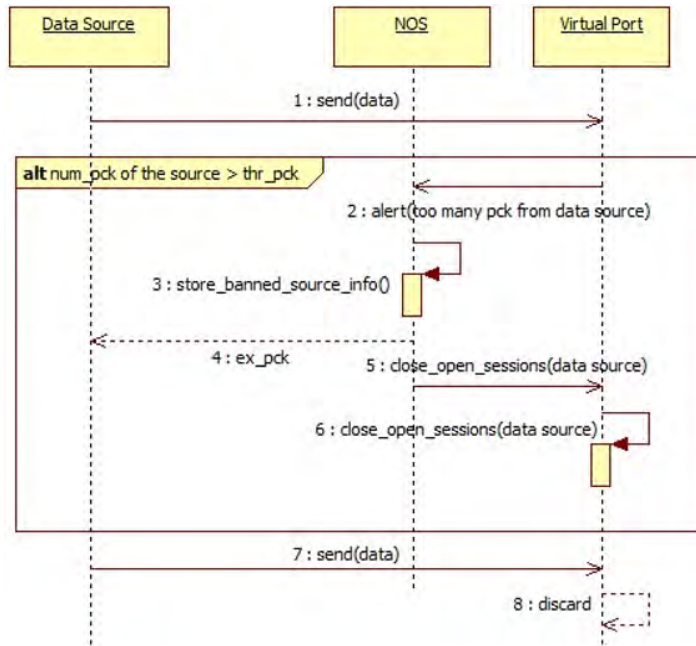 Data Source
NOS
Virtual Port
1 : send(data)
alt num_pck of the source > thr_pck
2 : alert(too many pck from data source)
3 : store_banned_source_info()
4 : ex_pck
5 : close_open_sessions(data source)
6 : close_open_sessions(data source)
7 : send(data)
8 : discard